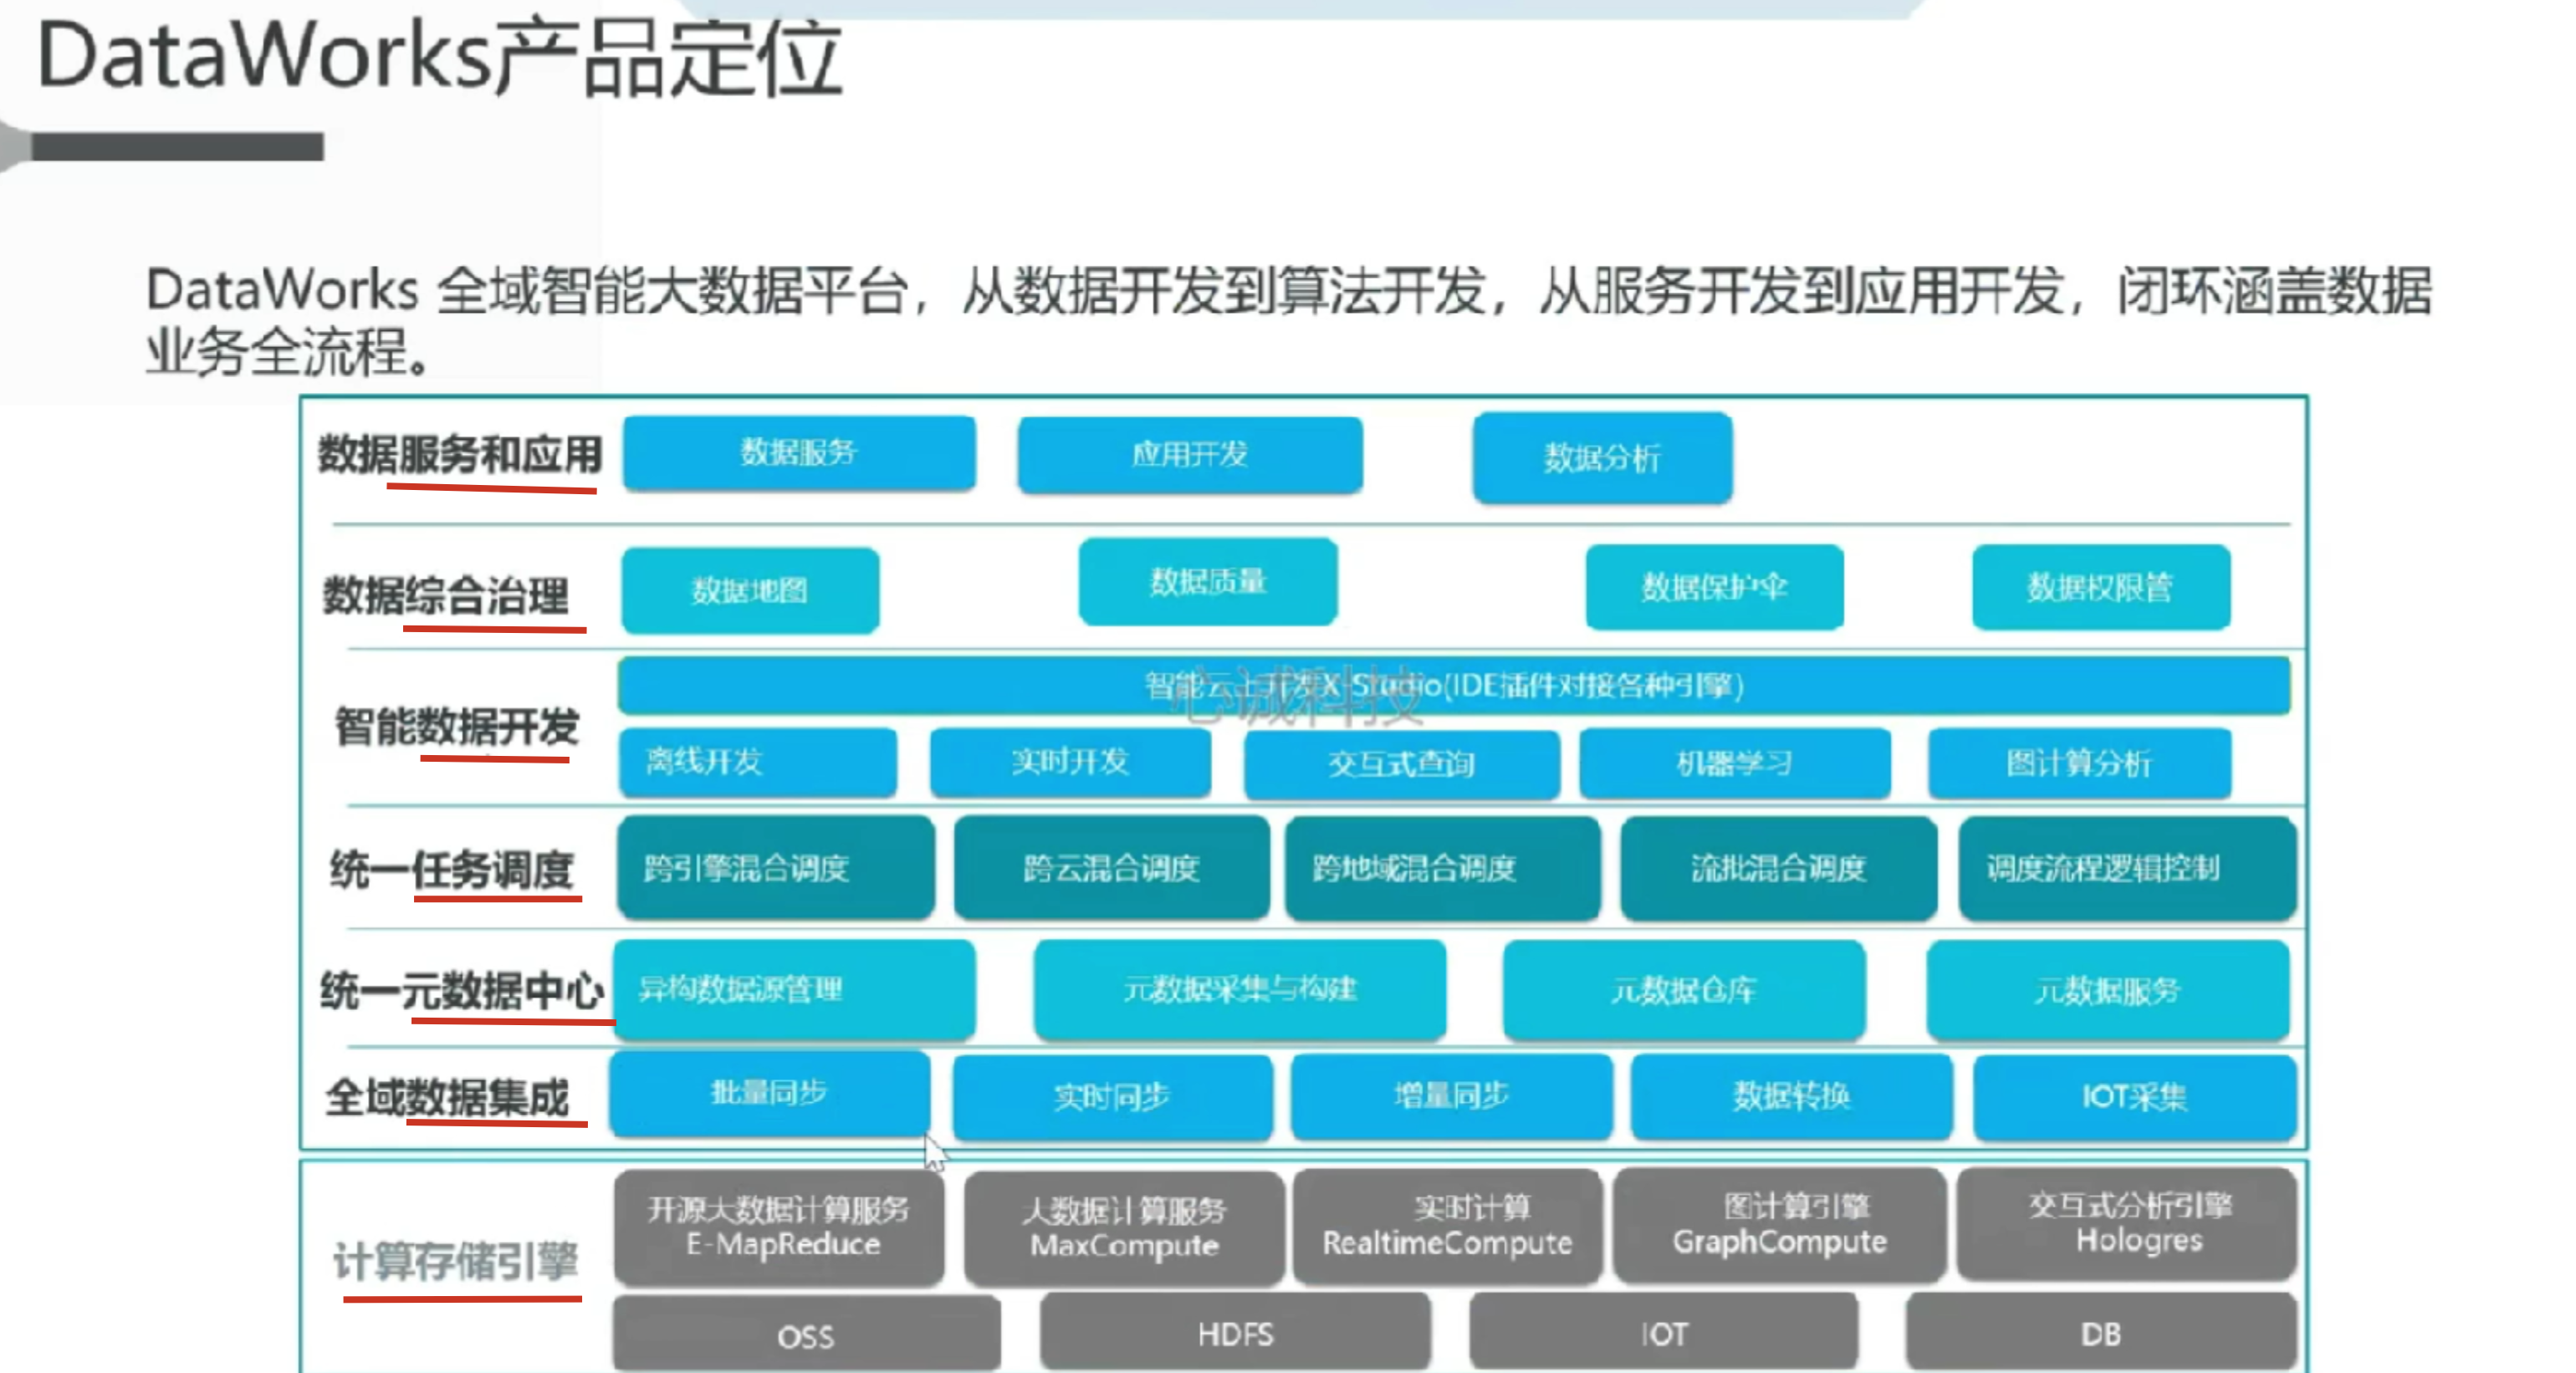 DataWorks产品定位
DataWorks 全域智能大数据平台，从数据开发到算法开发，从服务开发到应用开发，闭环涵盖数据
业务全流程。
数据服务和应用
数据服务
应用开发
数据分析
数据综合治理
数据地图
数据质量
数据保护伞
数据权限管
智能数据开发
智能云上开发X-Studio(IDE插件对接各种引擎)
心诚科技
离线开发
实时开发
交互式查询
机器学习
图计算分析
统一任务调度
跨引擎混合调度
跨云混合调度
跨地域混合调度
流批混合调度
调度流程逻辑控制
统一元数据中心
异构数据源管理
元数据采集与构建
元数据仓库
元数据服务
全域数据集成
批量同步
实时同步
增量同步
数据转换
IOT采集
计算存储引擎
开源大数据计算服务
E-MapReduce
大数据计算服务
MaxCompute
实时计算
RealtimeCompute
图计算引擎
GraphCompute
交互式分析引擎
Hologres
OSS
HDFS
IOT
DB